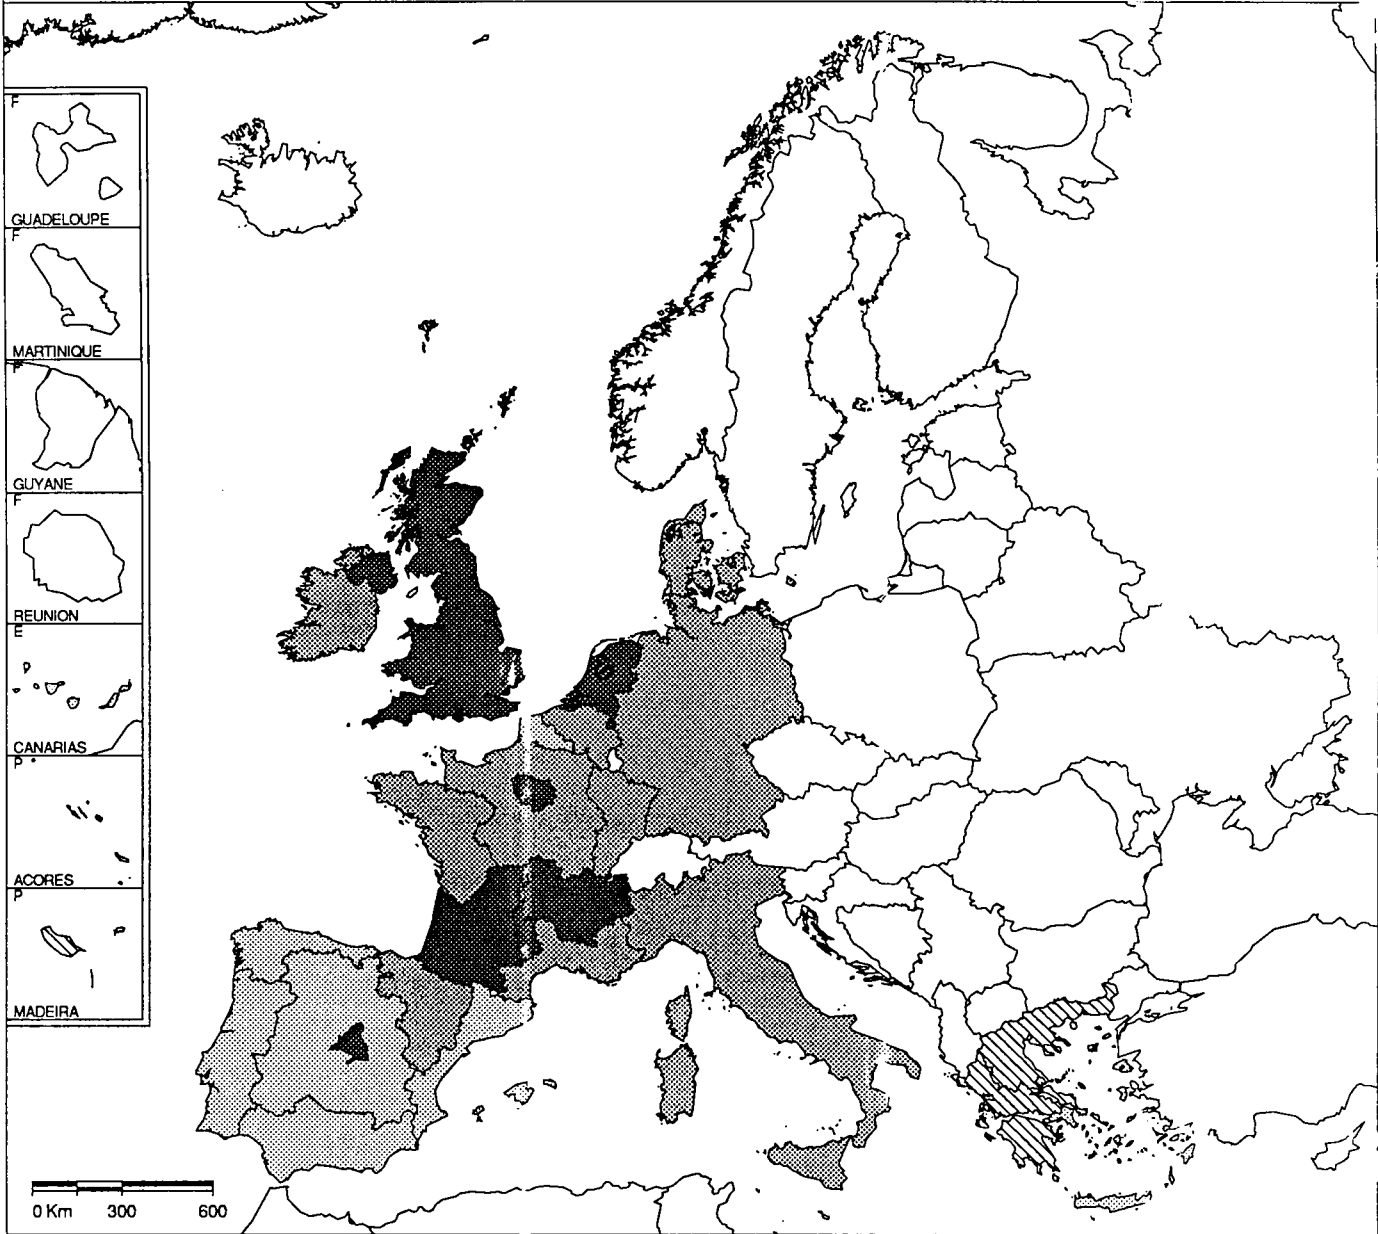 F
GUADELOUPE
F
MARTINIQUE
F
GUYANE
F
REUNION
E
CANARIAS
P
ACORES
P
MADEIRA
0 Km 300 600